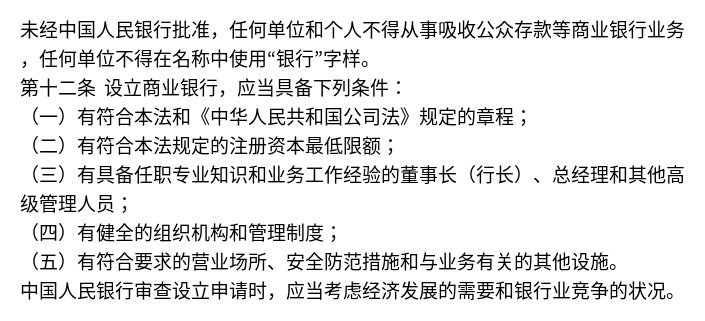 未经中国人民银行批准，任何单位和个人不得从事吸收公众存款等商业银行业务
，任何单位不得在名称中使用“银行”字样。
第十二条 设立商业银行，应当具备下列条件：
（一）有符合本法和《中华人民共和国公司法》规定的章程；
（二）有符合本法规定的注册资本最低限额；
（三）有具备任职专业知识和业务工作经验的董事长（行长）、总经理和其他高
级管理人员；
（四）有健全的组织机构和管理制度；
（五）有符合要求的营业场所、安全防范措施和与业务有关的其他设施。
中国人民银行审查设立申请时，应当考虑经济发展的需要和银行业竞争的状况。